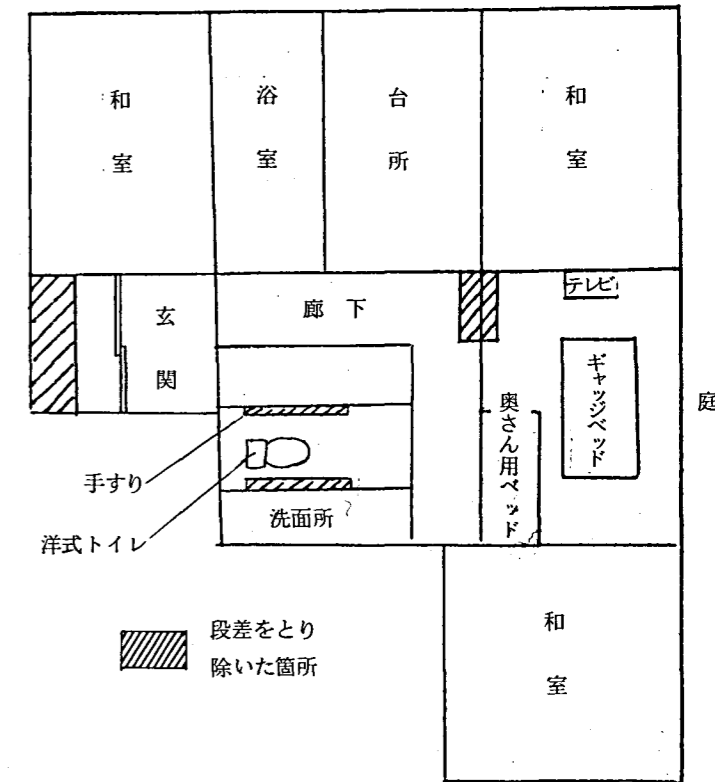 和室
浴室
台所
和室
玄関
廊下
テレビ
ギャッジベッド
庭
奥さん用ベッド
手すり
洗面所
洋式トイレ
段差をとり
除いた箇所
和室